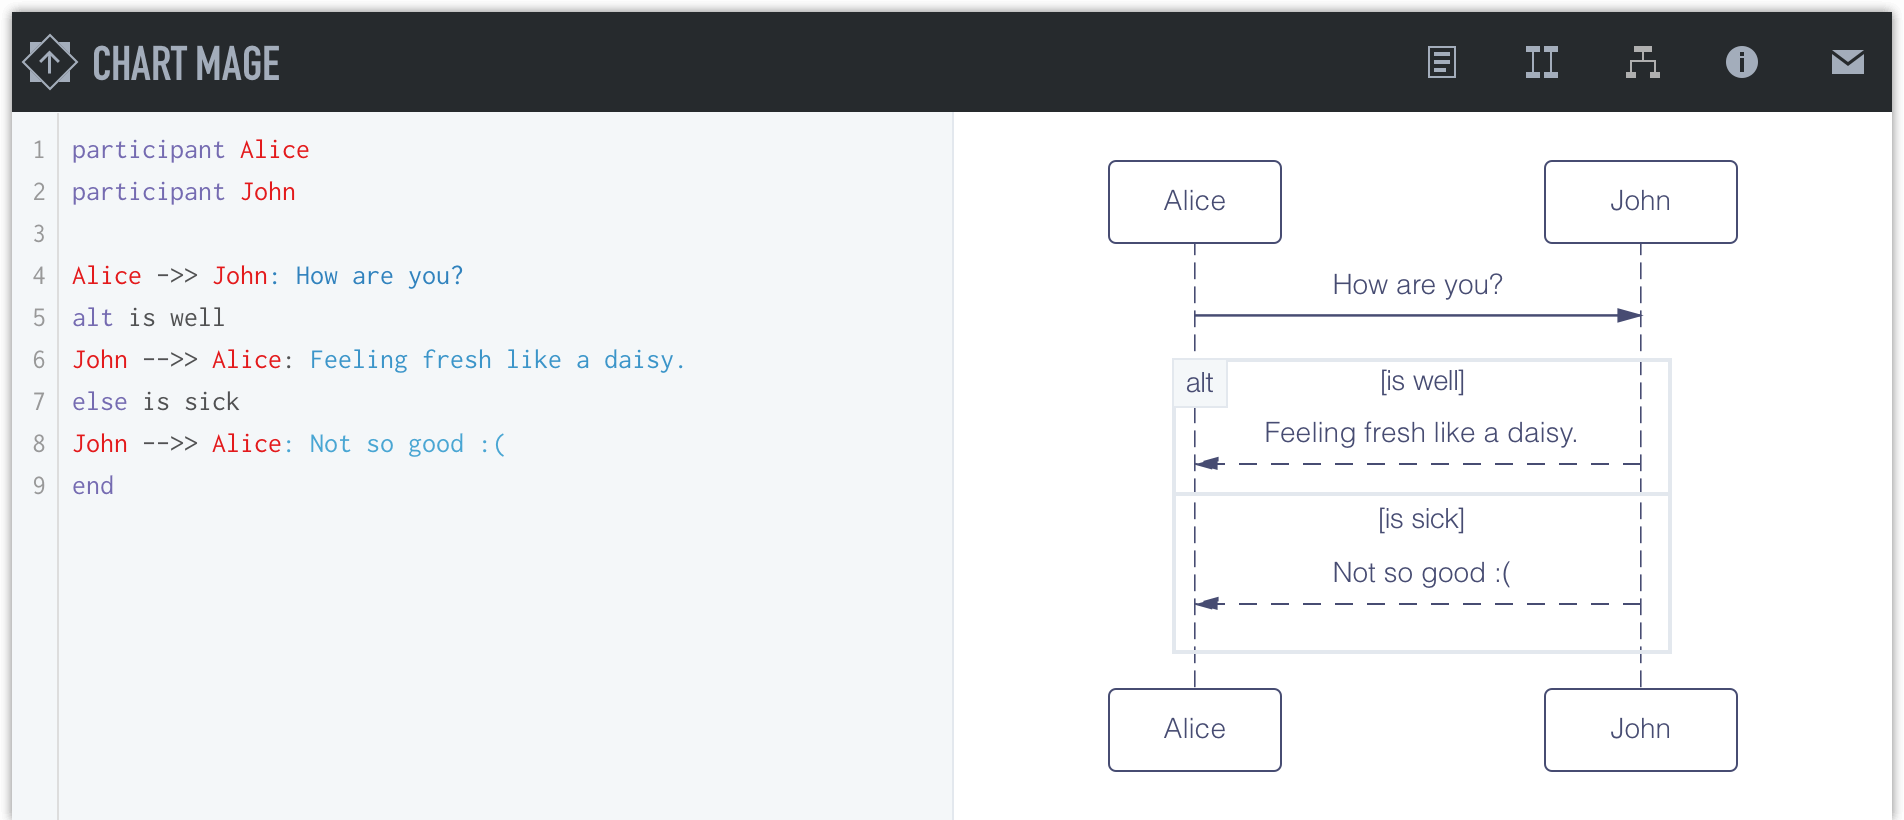 CHART MAGE
1 participant Alice
2 participant John
3
4 Alice ->> John: How are you?
5 alt is well
6 John -->> Alice: Feeling fresh like a daisy.
7 else is sick
8 John -->> Alice: Not so good :(
9 end
Alice John
How are you?
alt [is well]
Feeling fresh like a daisy.
[is sick]
Not so good :(
Alice John